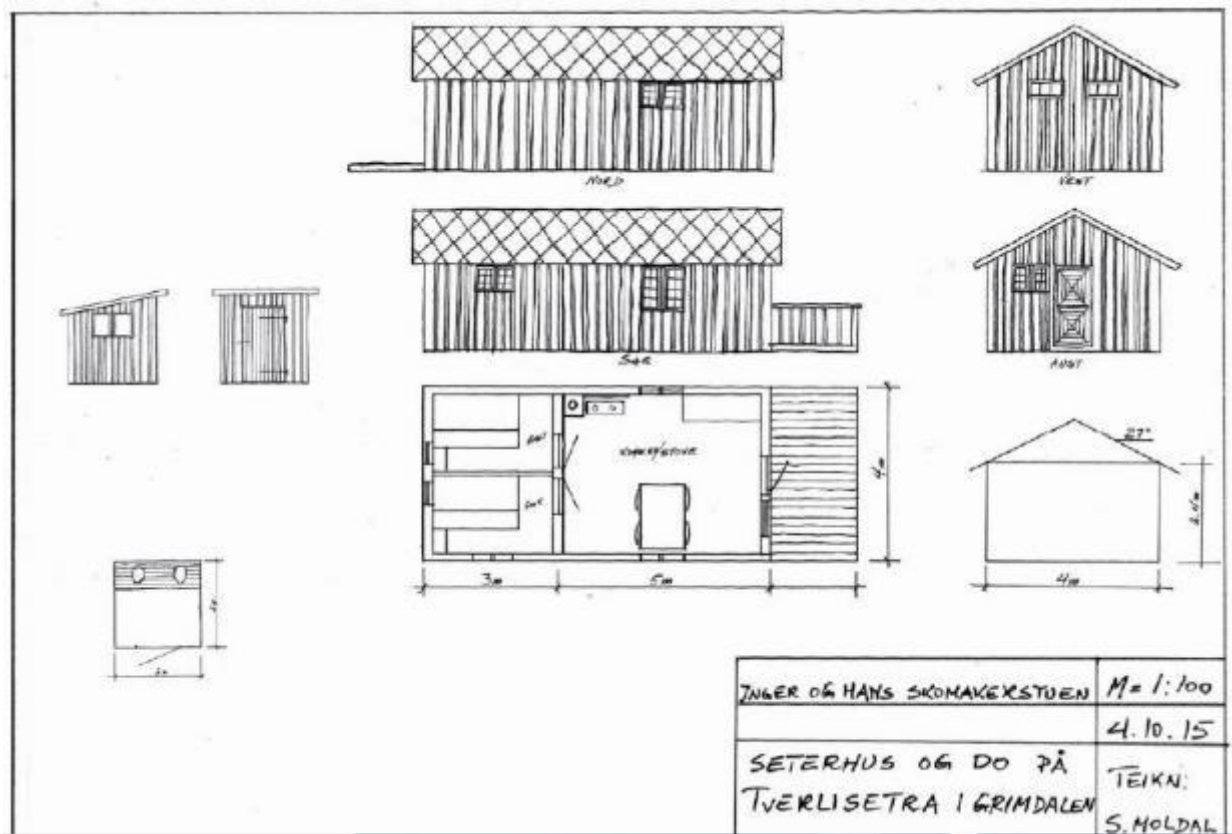 NORD
VEST
SØR
AUST
KJØKKEN/STOVE
27°
4m
3m
5m
4m
INGER OG HANS SKOMAKERSTUEN
M= 1:100
4.10.15
SETERHUS OG DO PÅ
TVERLISETRA I GRIMDALEN
TEIKN:
S. MOLDAL